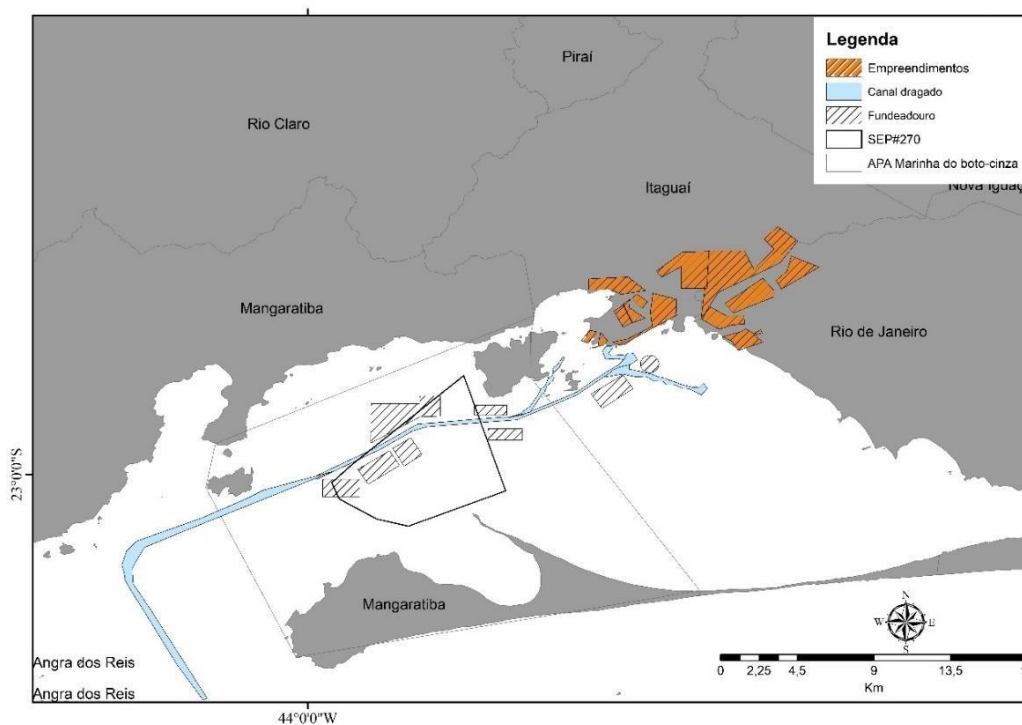 Legenda
Empreendimentos
Canal dragado
Fundeadouro
SEP#270
APA Marinha do boto-cinza
Piraí
Rio Claro
Itaguaí
Mangaratiba
Rio de Janeiro
23°0'0"S
Mangaratiba
N
W E
S
Angra dos Reis
Angra dos Reis
0 2,25 4,5 9 13,5
Km
44°0'0"W